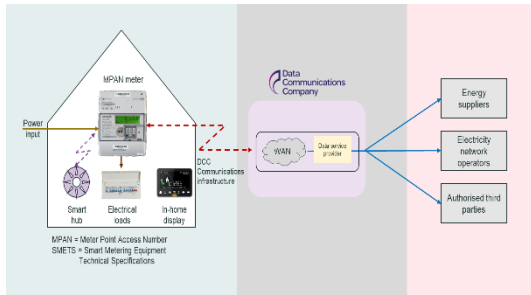 MPAN meter
Power
input
Smart
hub
Electrical
loads
In-home
display
MPAN = Meter Point Access Number
SMETS = Smart Metering Equipment
Technical Specifications
DCC
Communications
infrastructure
Data
Communications
Company
WAN
Data service
provider
Energy
suppliers
Electricity
network
operators
Authorised third
parties